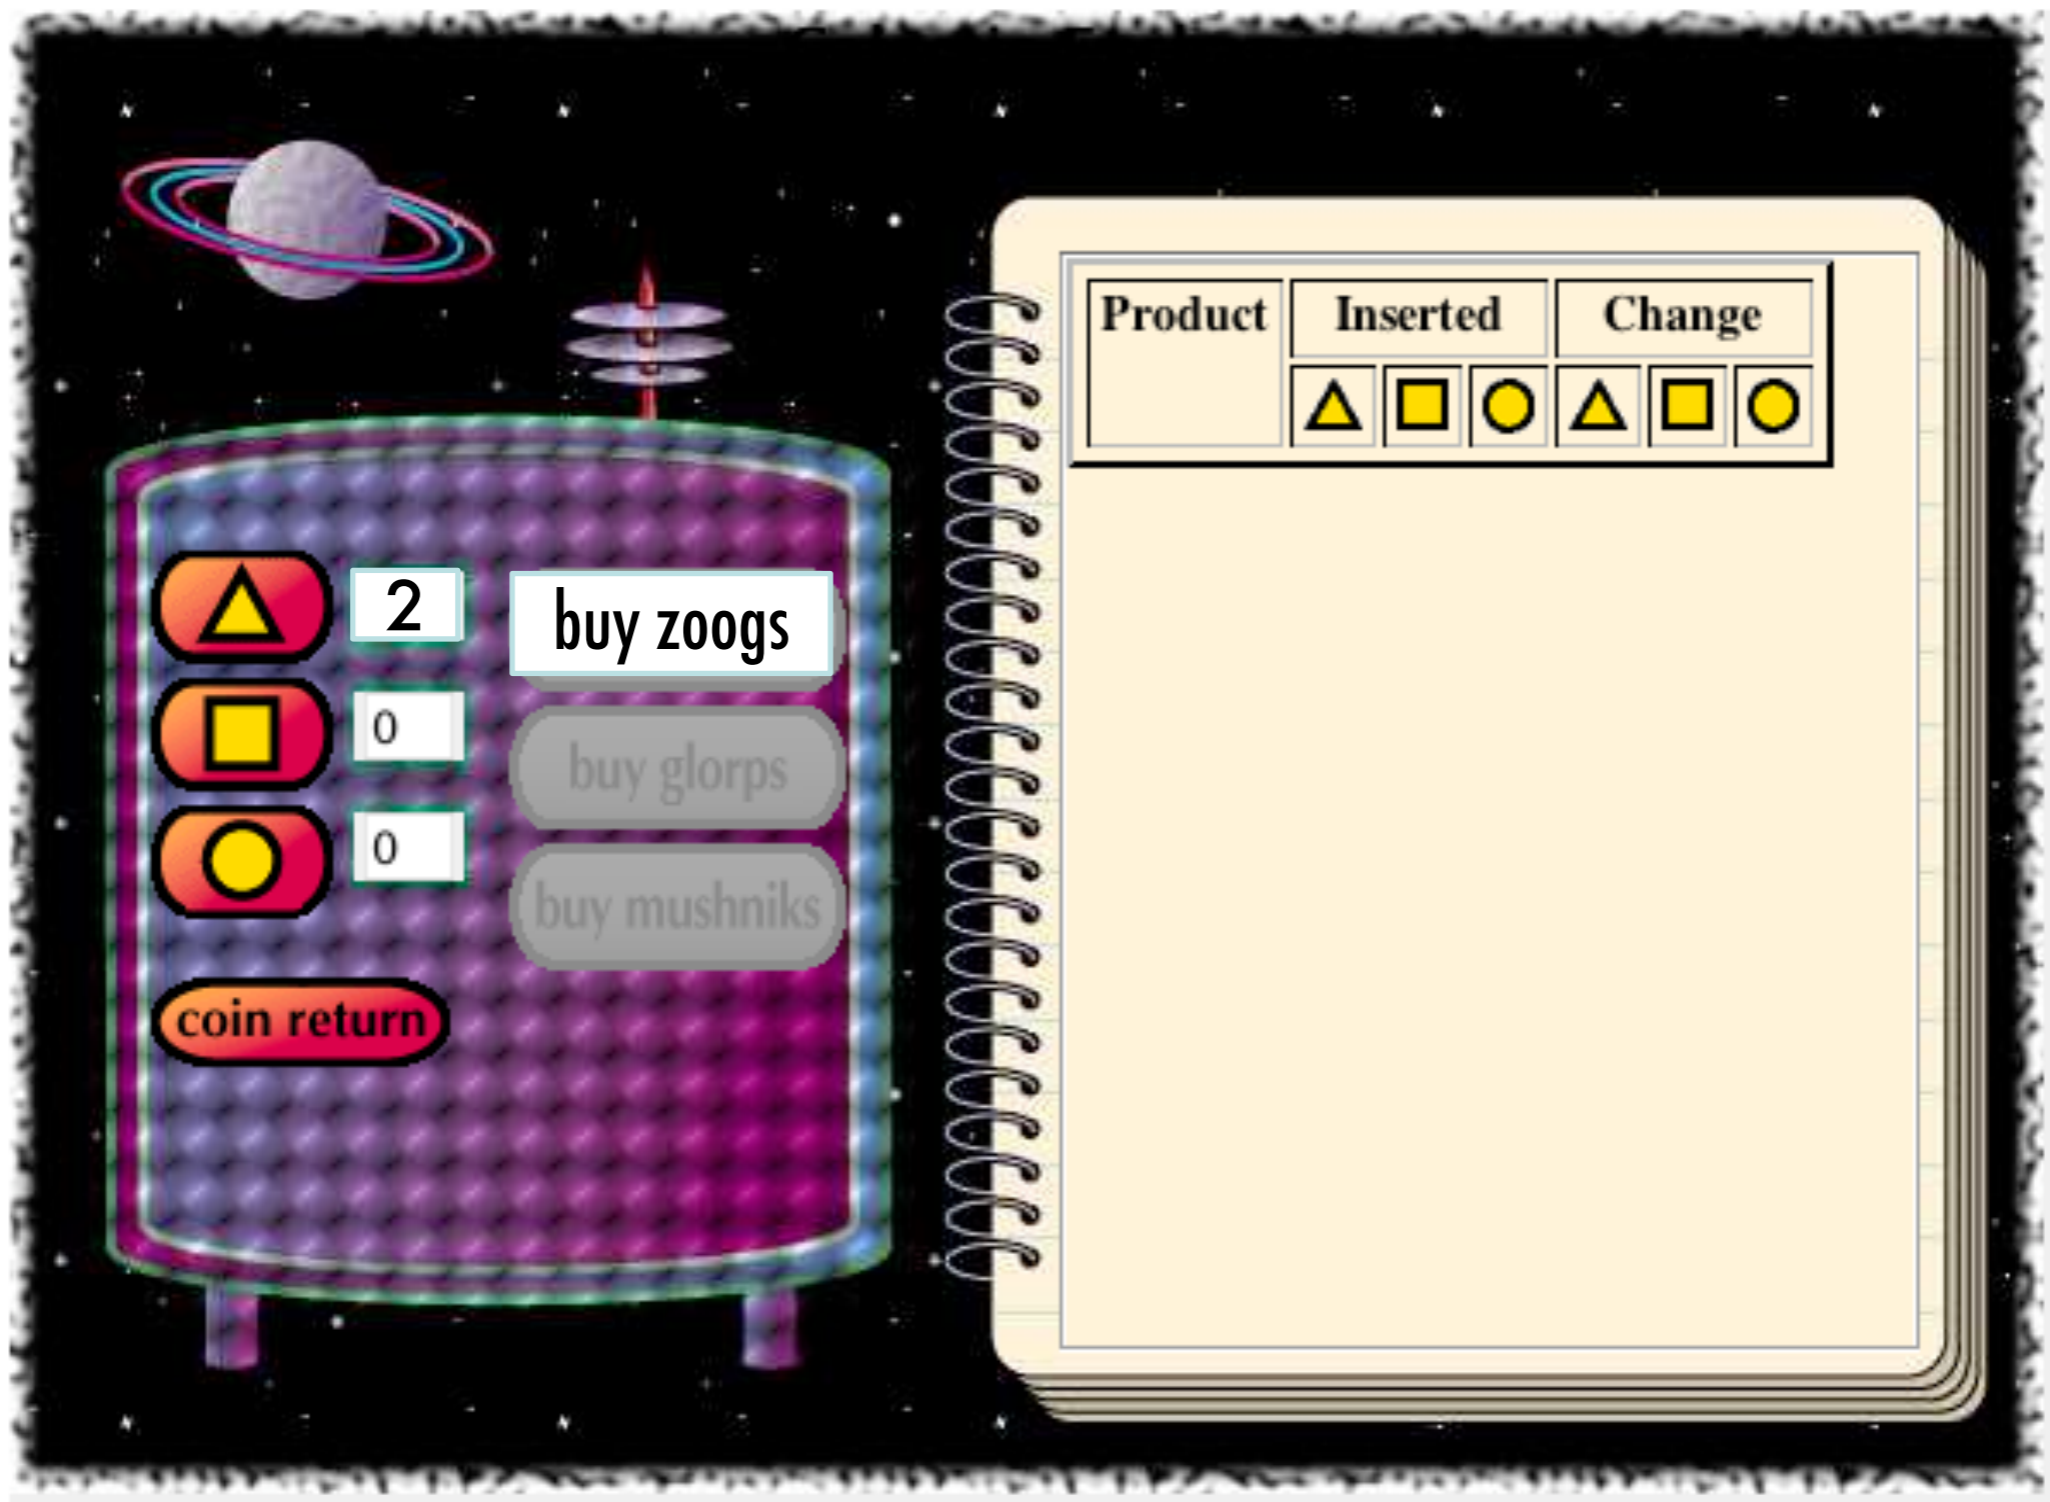 2
buy zoogs
0
buy glorps
0
buy mushniks
coin return
Product Inserted Change